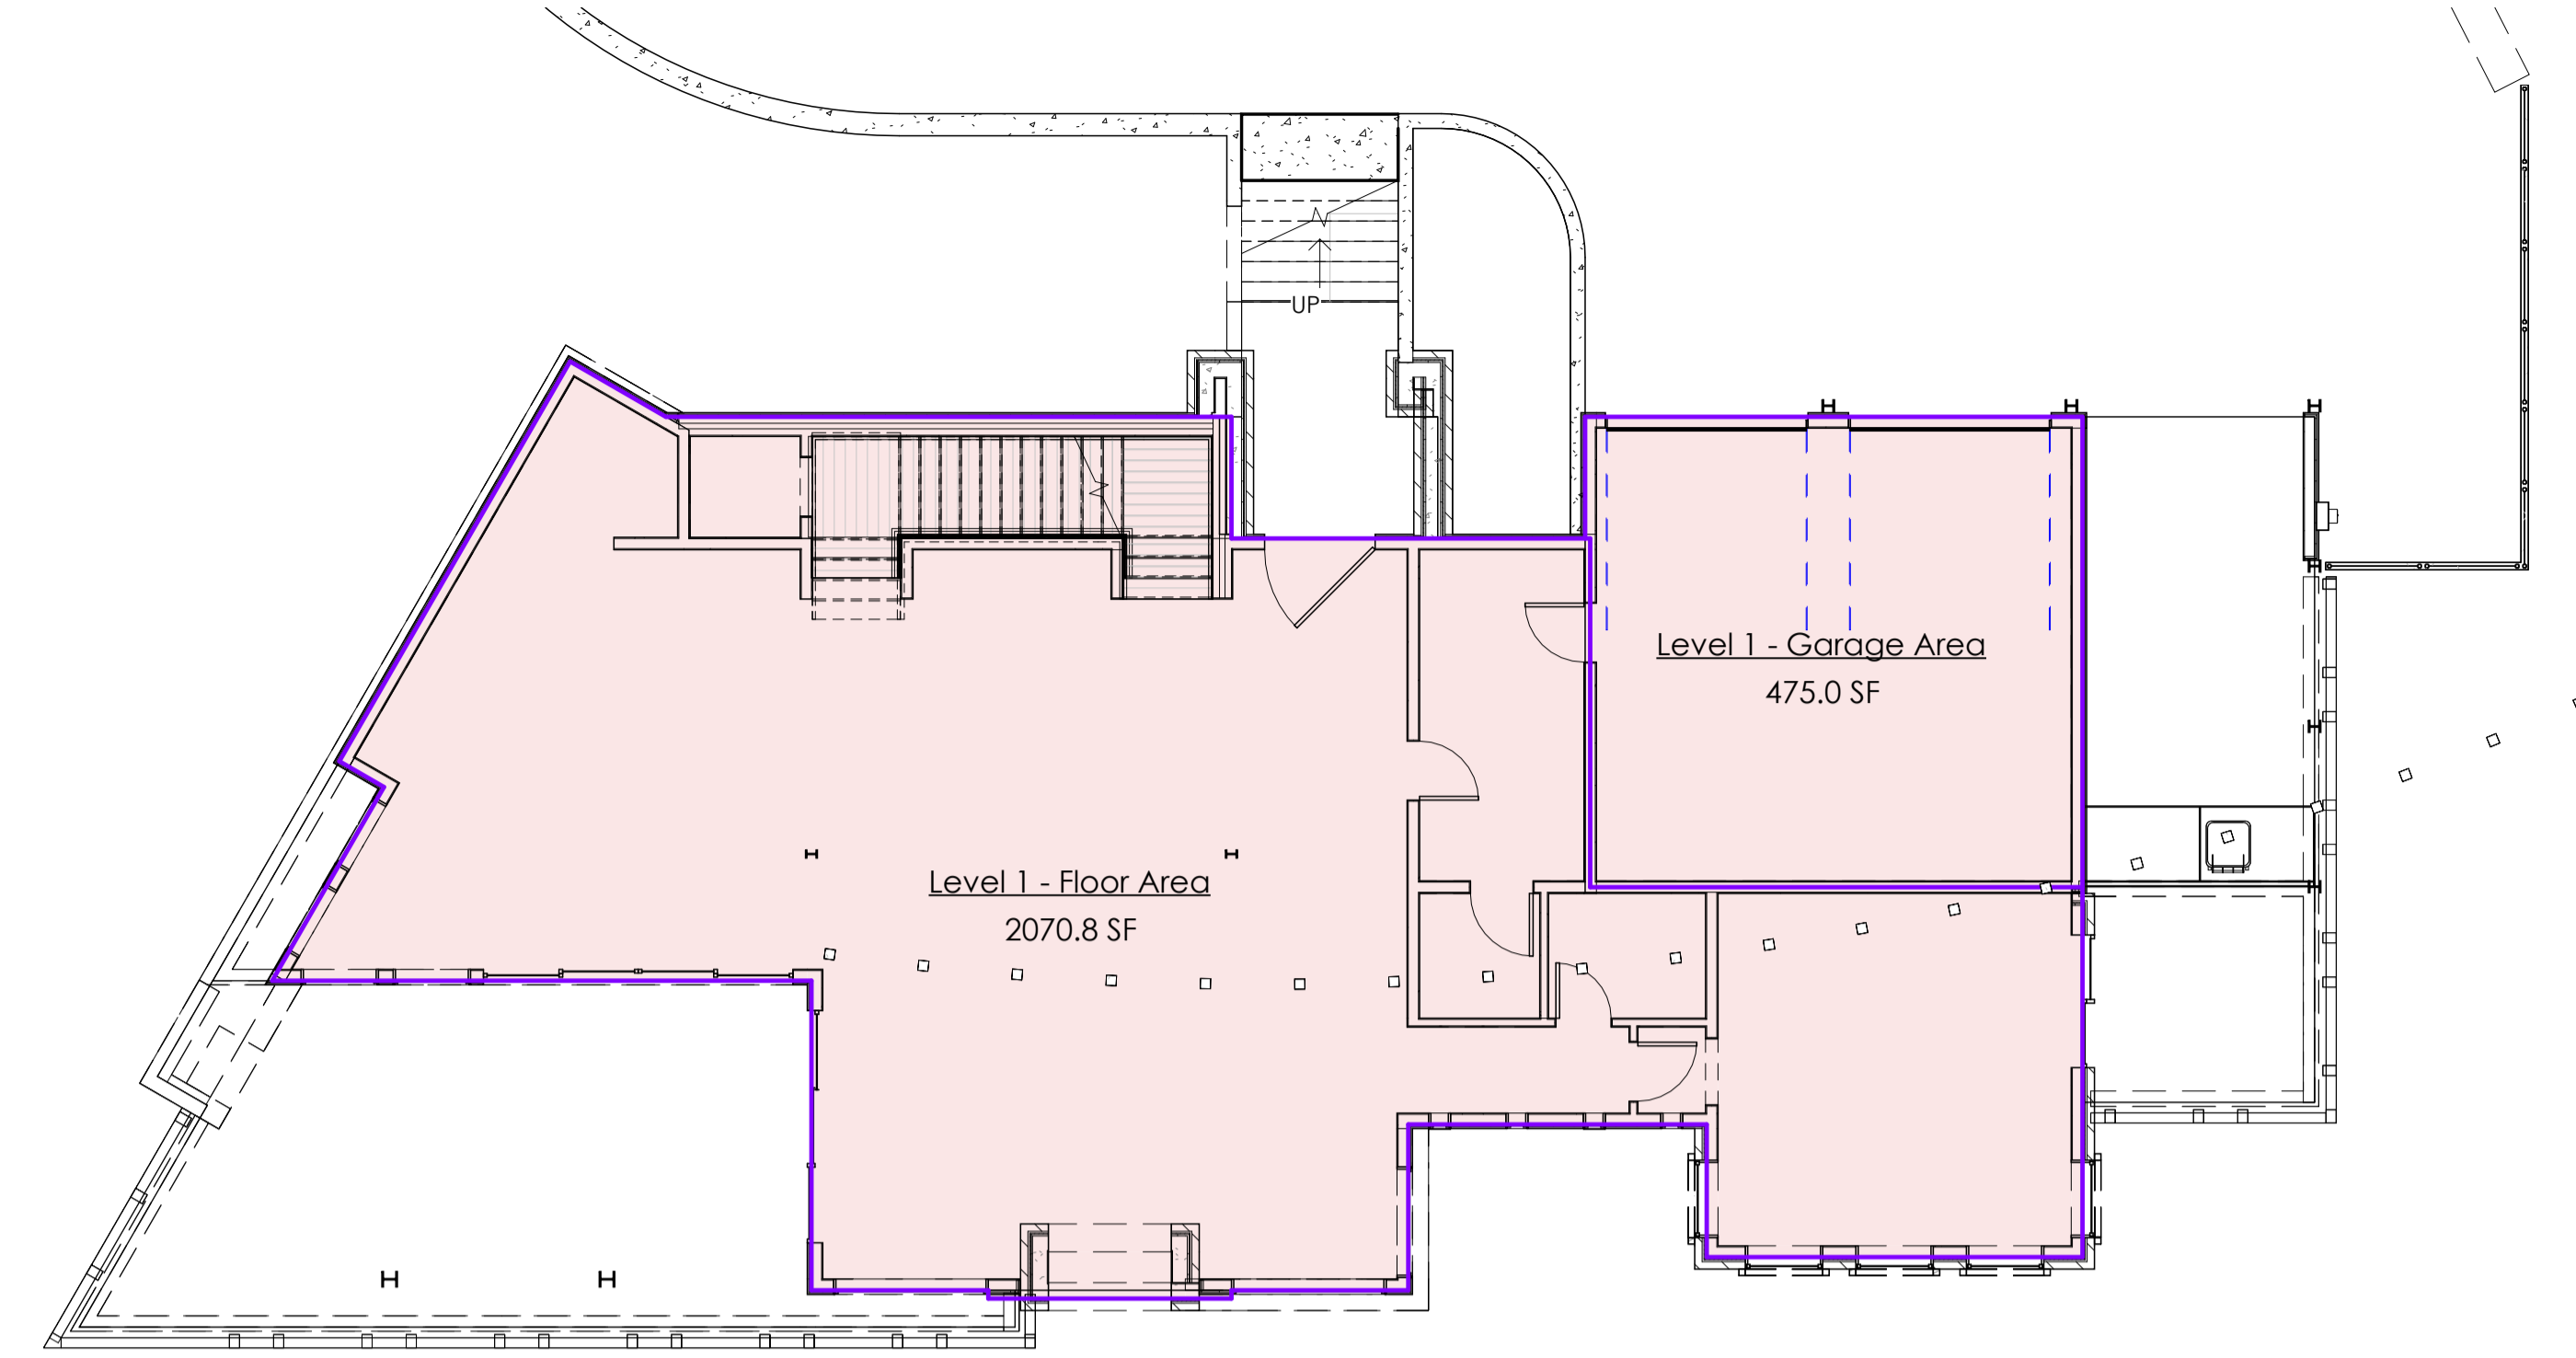 UP
Level 1 - Garage Area
475.0 SF
Level 1 - Floor Area
2070.8 SF